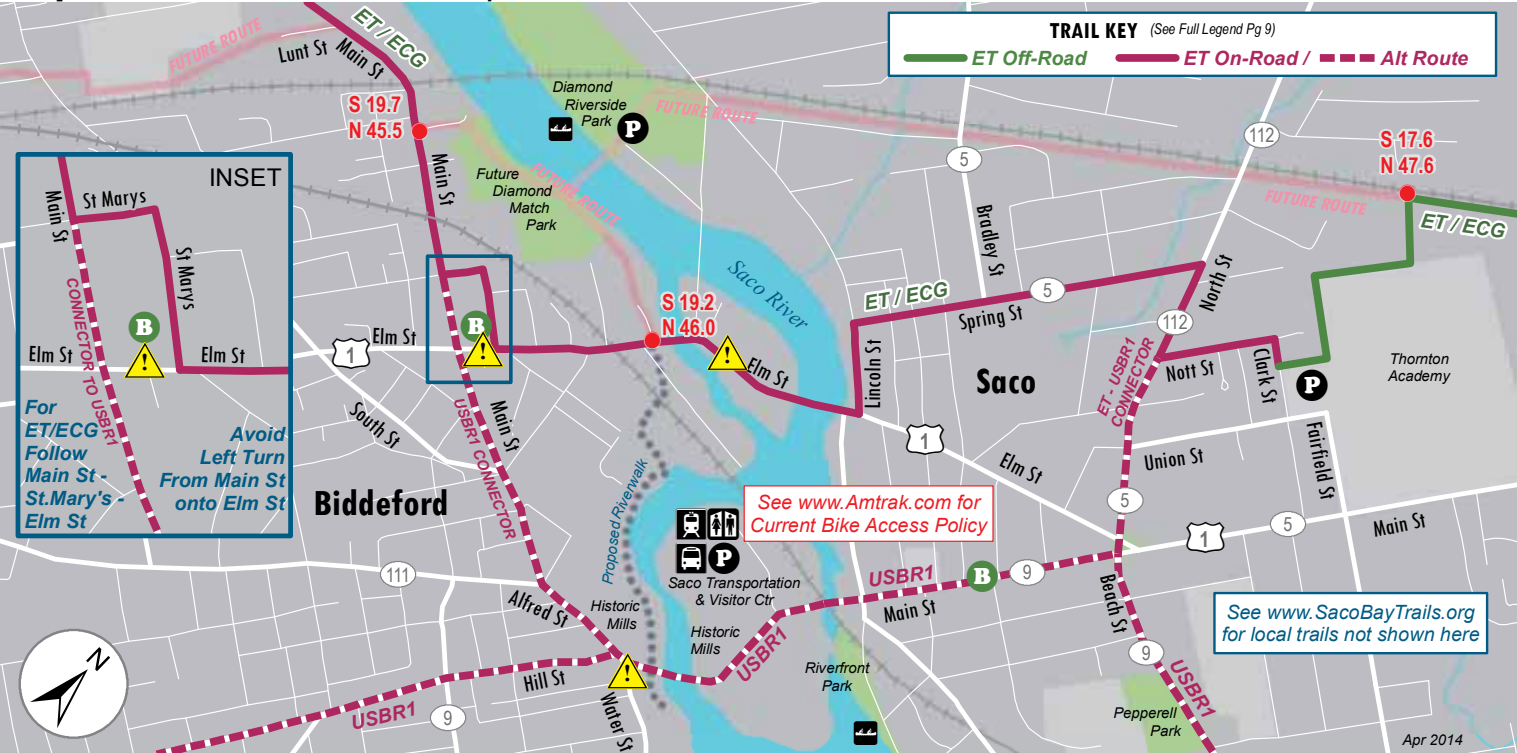 TRAIL KEY (See Full Legend Pg 9)
ET Off-Road
ET On-Road /
Alt Route
ET / ECG
FUTURE ROUTE
Lunt St
Main St
S 19.7
N 45.5
Diamond
Riverside
Park
P
FUTURE ROUTE
5
112
S 17.6
N 47.6
FUTURE ROUTE
ET / ECG
INSET
Main St
St Marys
St Marys
CONNECTOR TO USBR1
B
!
Elm St
Elm St
For
ET/ECG
Follow
Main St -
St.Mary's -
Elm St
Avoid
Left Turn
From Main St
onto Elm St
Main St
Future
Diamond
Match
Park
FUTURE ROUTE
Saco River
Bradley St
North St
ET / ECG
5
Spring St
112
S 19.2
N 46.0
B
!
1
Elm St
!
Elm St
Lincoln St
Saco
ET - USBR1
CONNECTOR
Nott St
Clark St
P
Thornton
Academy
South St
USBR1 CONNECTOR
Main St
1
Elm St
Union St
Fairfield St
Biddeford
Proposed Riverwalk
See www.Amtrak.com for
Current Bike Access Policy
5
1
5
Main St
P
Saco Transportation
& Visitor Ctr
111
Alfred St
Historic
Mills
Historic
Mills
USBR1
B
9
Main St
Beach St
See www.SacoBayTrails.org
for local trails not shown here
N
Hill St
!
USBR1
Riverfront
Park
9
USBR1
USBR1
9
Water St
Pepperell
Park
Apr 2014